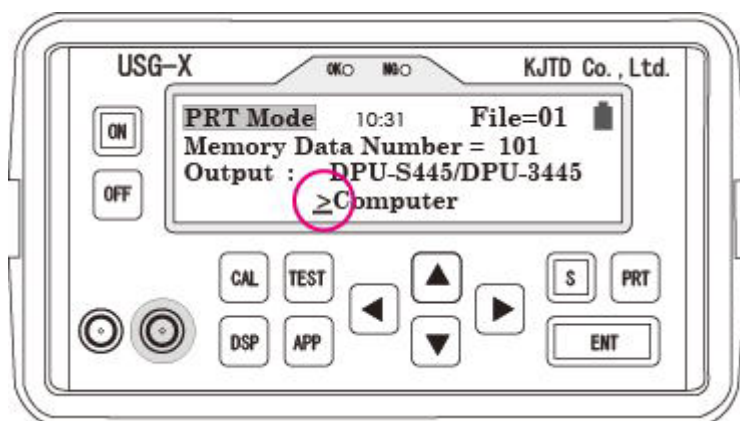 USG-X OK NG KJTD Co., Ltd.
ON
PRT Mode 10:31 File=01
Memory Data Number = 101
OFF
Output : DPU-S445/DPU-3445
>Computer
CAL TEST S PRT
DSP APP ENT